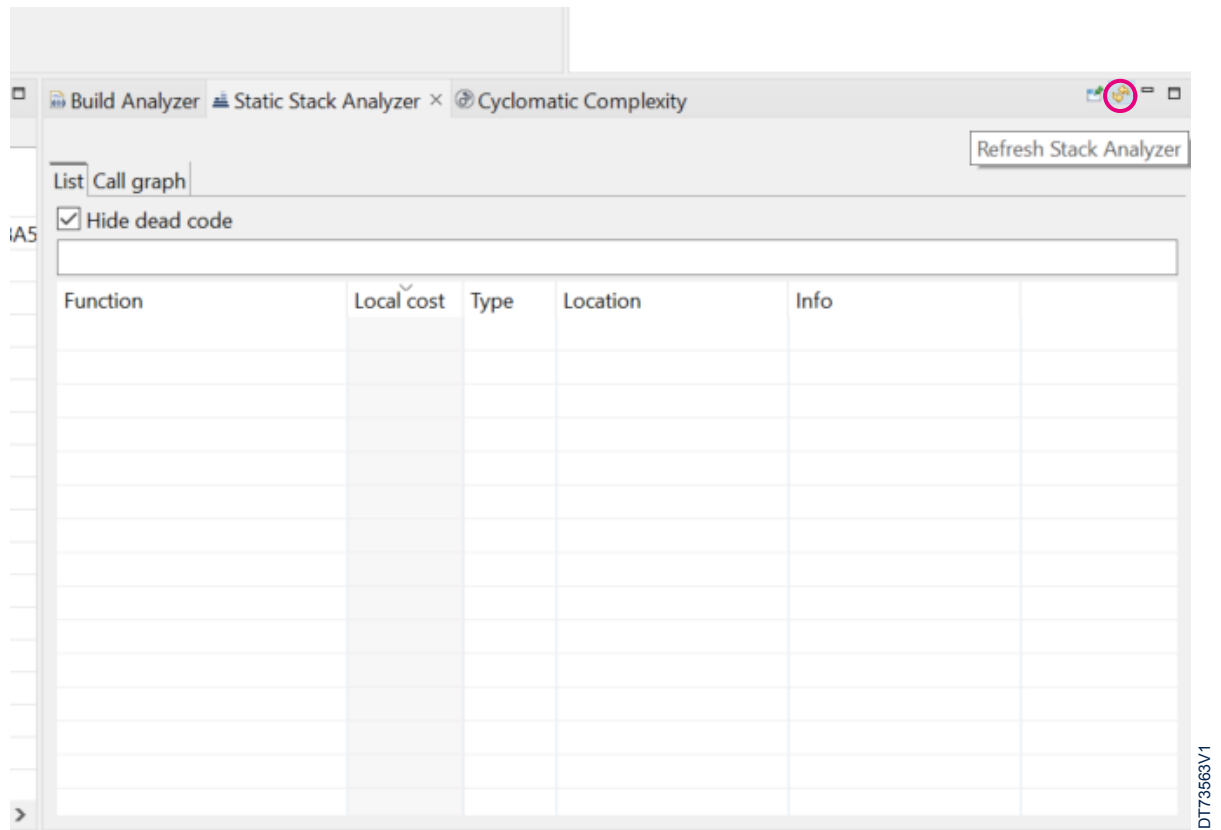 Build Analyzer Static Stack Analyzer Cyclomatic Complexity
Refresh Stack Analyzer
List Call graph
Hide dead code
Function Local cost Type Location Info
DT73563V1